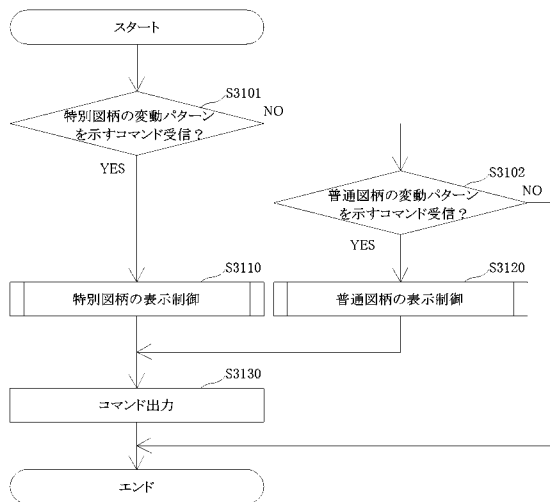 スタート
S3101
特別図柄の変動パターン
を示すコマンド受信？
NO
YES
S3102
普通図柄の変動パターン
を示すコマンド受信？
NO
YES
S3110
特別図柄の表示制御
S3120
普通図柄の表示制御
S3130
コマンド出力
エンド